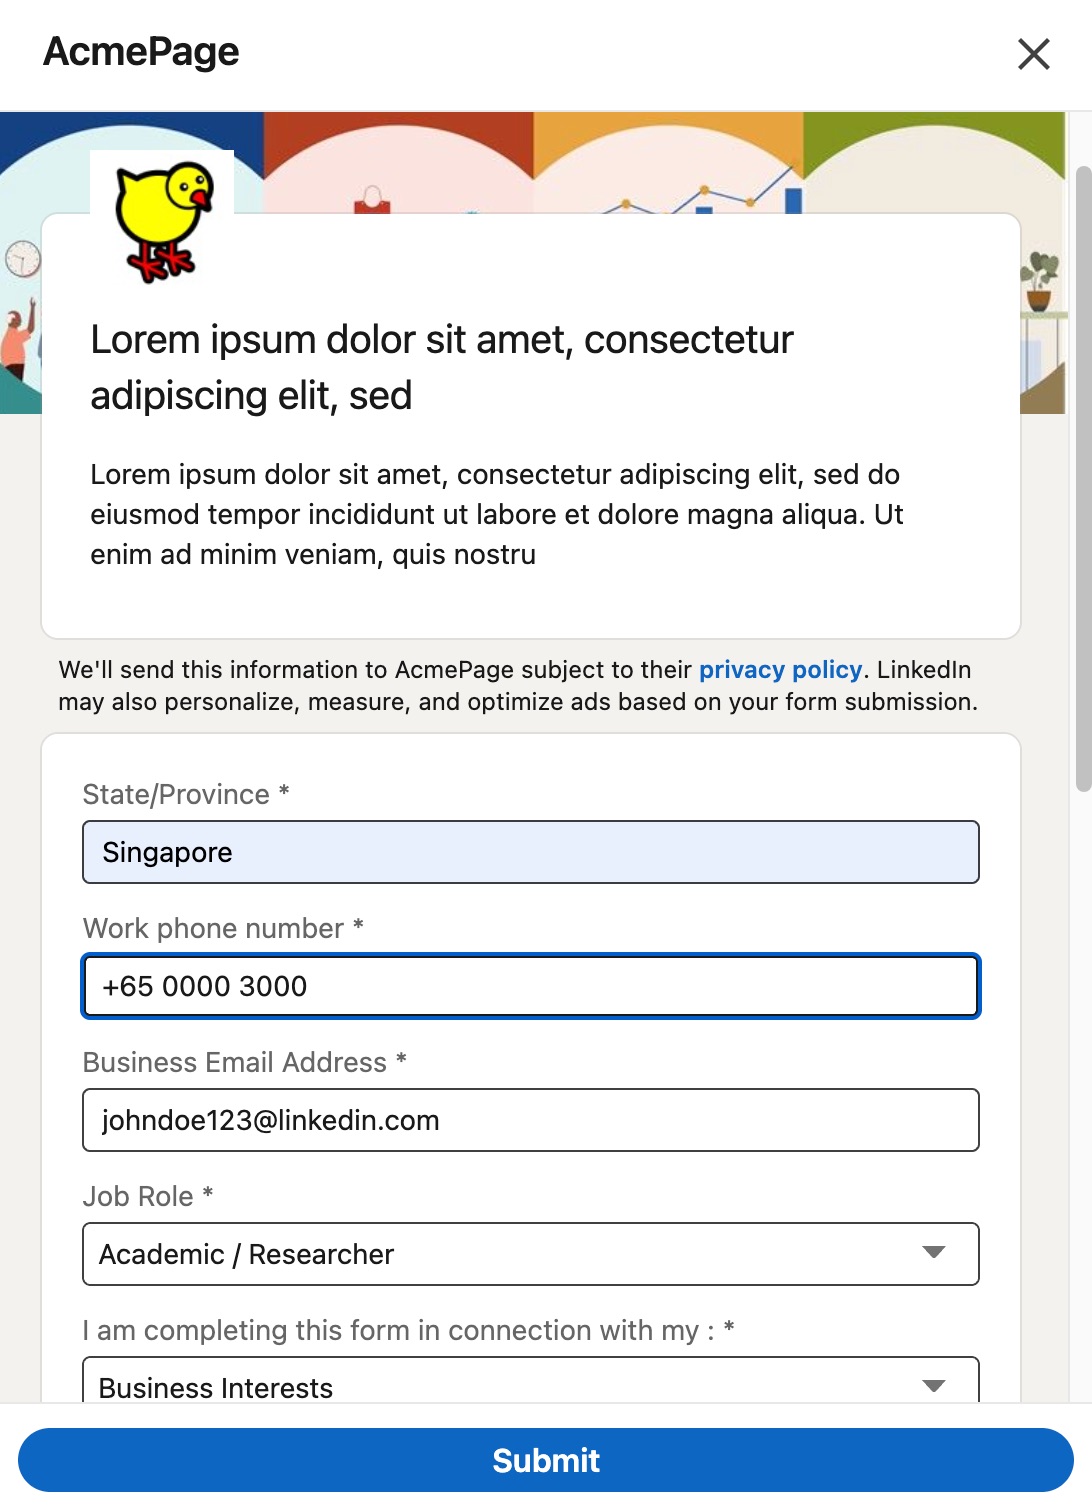 AcmePage
Lorem ipsum dolor sit amet, consectetur
adipiscing elit, sed
Lorem ipsum dolor sit amet, consectetur adipiscing elit, sed do
eiusmod tempor incididunt ut labore et dolore magna aliqua. Ut
enim ad minim veniam, quis nostru
We'll send this information to AcmePage subject to their privacy policy. LinkedIn
may also personalize, measure, and optimize ads based on your form submission.
State/Province *
Singapore
Work phone number *
+65 0000 3000
Business Email Address *
johndoe123@linkedin.com
Job Role *
Academic / Researcher
I am completing this form in connection with my : *
Business Interests
Submit